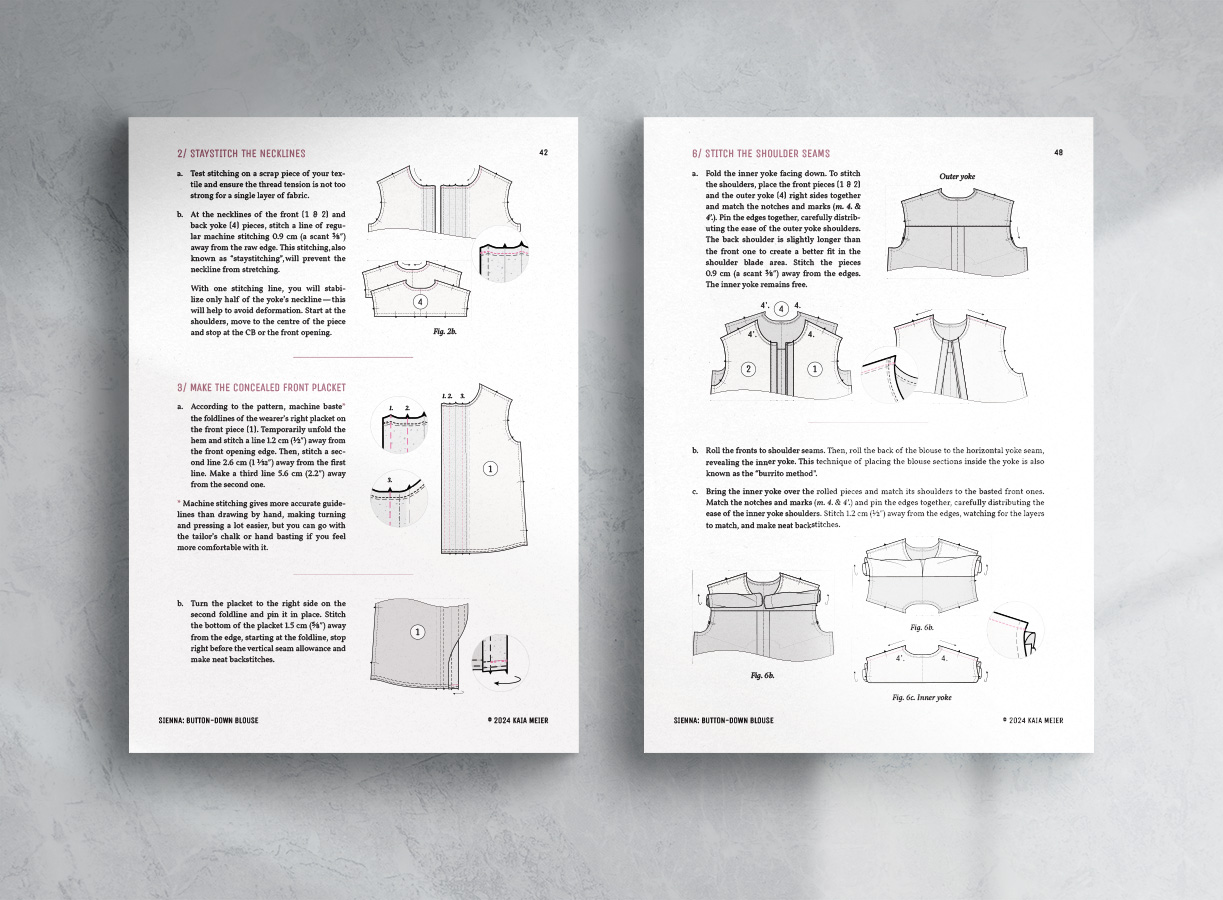 2/ STAYSTITCH THE NECKLINES
42
a. Test stitching on a scrap piece of your tex-
tile and ensure the thread tension is not too
strong for a single layer of fabric.
b. At the necklines of the front (1 & 2) and
back yoke (4) pieces, stitch a line of regu-
lar machine stitching 0.9 cm (a scant ⅜")
away from the raw edge. This stitching,also
known as "staystitching",will prevent the
neckline from stretching.
With one stitching line, you will stabi-
lize only half of the yoke's neckline—this
will help to avoid deformation. Start at the
shoulders, move to the centre of the piece
and stop at the CB or the front opening.
4
Fig. 2b.
3/ MAKE THE CONCEALED FRONT PLACKET
a. According to the pattern, machine baste*
the foldlines of the wearer's right placket on
the front piece (1). Temporarily unfold the
hem and stitch a line 1.2 cm (½") away from
the front opening edge. Then, stitch a sec-
ond line 2.6 cm (1 ¹⁄₃₂") away from the first
line. Make a third line 5.6 cm (2.2") away
from the second one.
* Machine stitching gives more accurate guide-
lines than drawing by hand, making turning
and pressing a lot easier, but you can go with
the tailor's chalk or hand basting if you feel
more comfortable with it.
1. 2.
3.
1. 2. 3.
1
b. Turn the placket to the right side on the
second foldline and pin it in place. Stitch
the bottom of the placket 1.5 cm (⅝") away
from the edge, starting at the foldline, stop
right before the vertical seam allowance and
make neat backstitches.
1
SIENNA: BUTTON-DOWN BLOUSE
© 2024 KAIA MEIER
6/ STITCH THE SHOULDER SEAMS
48
a. Fold the inner yoke facing down. To stitch
the shoulders, place the front pieces (1 & 2)
and the outer yoke (4) right sides together
and match the notches and marks (m. 4. &
4'.). Pin the edges together, carefully distrib-
uting the ease of the outer yoke shoulders.
The back shoulder is slightly longer than
the front one to create a better fit in the
shoulder blade area. Stitch the pieces
0.9 cm (a scant ⅜") away from the edges.
The inner yoke remains free.
Outer yoke
4'. 4 4.
4'. 4.
2 1
b. Roll the fronts to shoulder seams. Then, roll the back of the blouse to the horizontal yoke seam,
revealing the inner yoke. This technique of placing the blouse sections inside the yoke is also
known as the "burrito method".
c. Bring the inner yoke over the rolled pieces and match its shoulders to the basted front ones.
Match the notches and marks (m. 4. & 4'.) and pin the edges together, carefully distributing the
ease of the inner yoke shoulders. Stitch 1.2 cm (½") away from the edges, watching for the layers
to match, and make neat backstitches.
Fig. 6b.
Fig. 6b.
4'. 4.
Fig. 6c. Inner yoke
SIENNA: BUTTON-DOWN BLOUSE
© 2024 KAIA MEIER